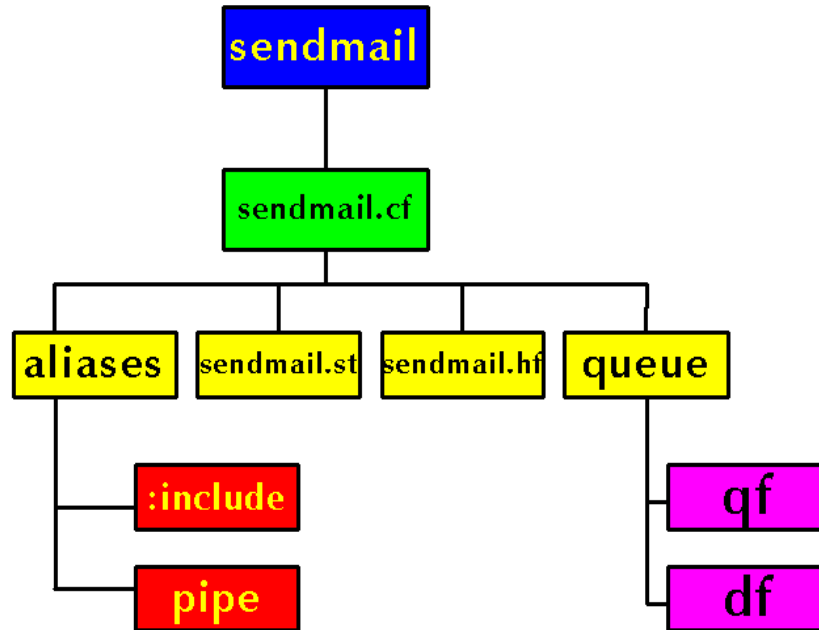 sendmail
sendmail.cf
aliases
sendmail.st
sendmail.hf
queue
:include
qf
pipe
df